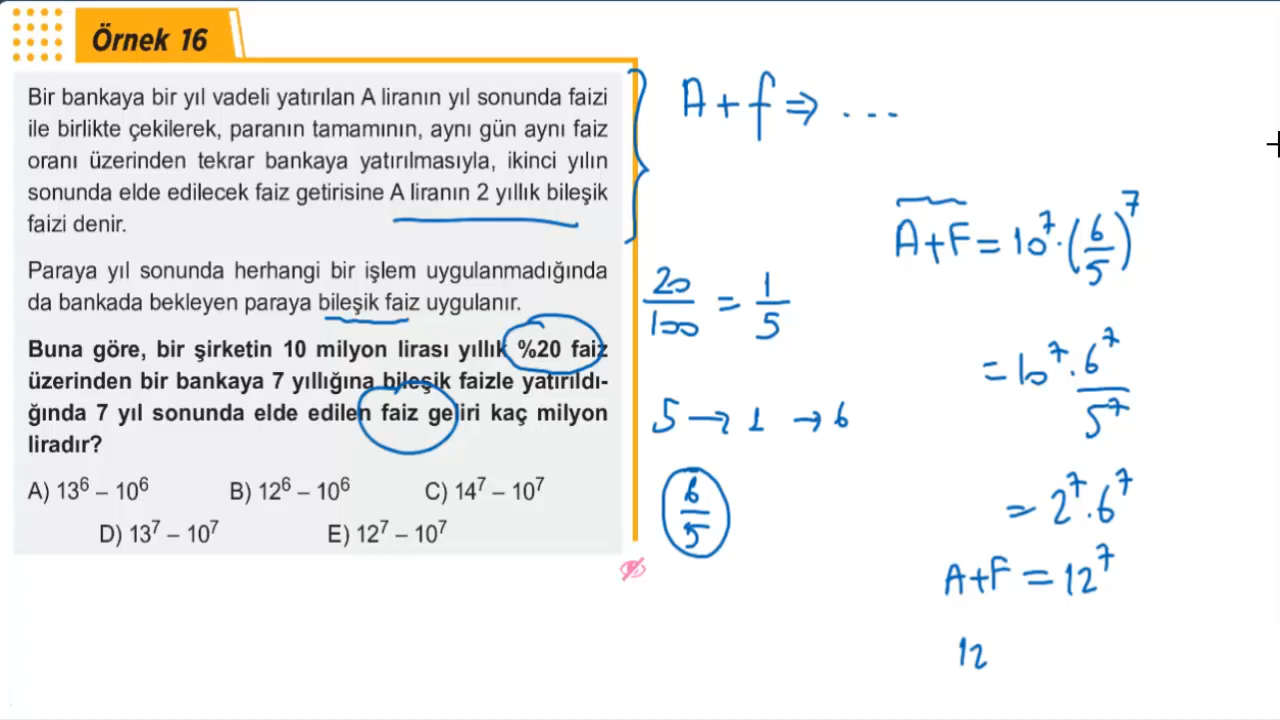 Örnek 16
Bir bankaya bir yıl vadeli yatırılan A liranın yıl sonunda faizi
ile birlikte çekilerek, paranın tamamının, aynı gün aynı faiz
oranı üzerinden tekrar bankaya yatırılmasıyla, ikinci yılın
sonunda elde edilecek faiz getirisine A liranın 2 yıllık bileşik
faizi denir.
Paraya yıl sonunda herhangi bir işlem uygulanmadığında
da bankada bekleyen paraya bileşik faiz uygulanır.
Buna göre, bir şirketin 10 milyon lirası yıllık %20 faiz
üzerinden bir bankaya 7 yıllığına bileşik faizle yatırıldı-
ğında 7 yıl sonunda elde edilen faiz geliri kaç milyon
liradır?
A) 13⁶ – 10⁶ B) 12⁶ – 10⁶ C) 14⁷ – 10⁷
D) 13⁷ – 10⁷ E) 12⁷ – 10⁷
A + f ⇒ ...
20/100 = 1/5
5 → 1 → 6
6/5
A+F = 10⁷ · (6/5)⁷
= 10⁷ · 6⁷/5⁷
= 2⁷ · 6⁷
A+F = 12⁷
12